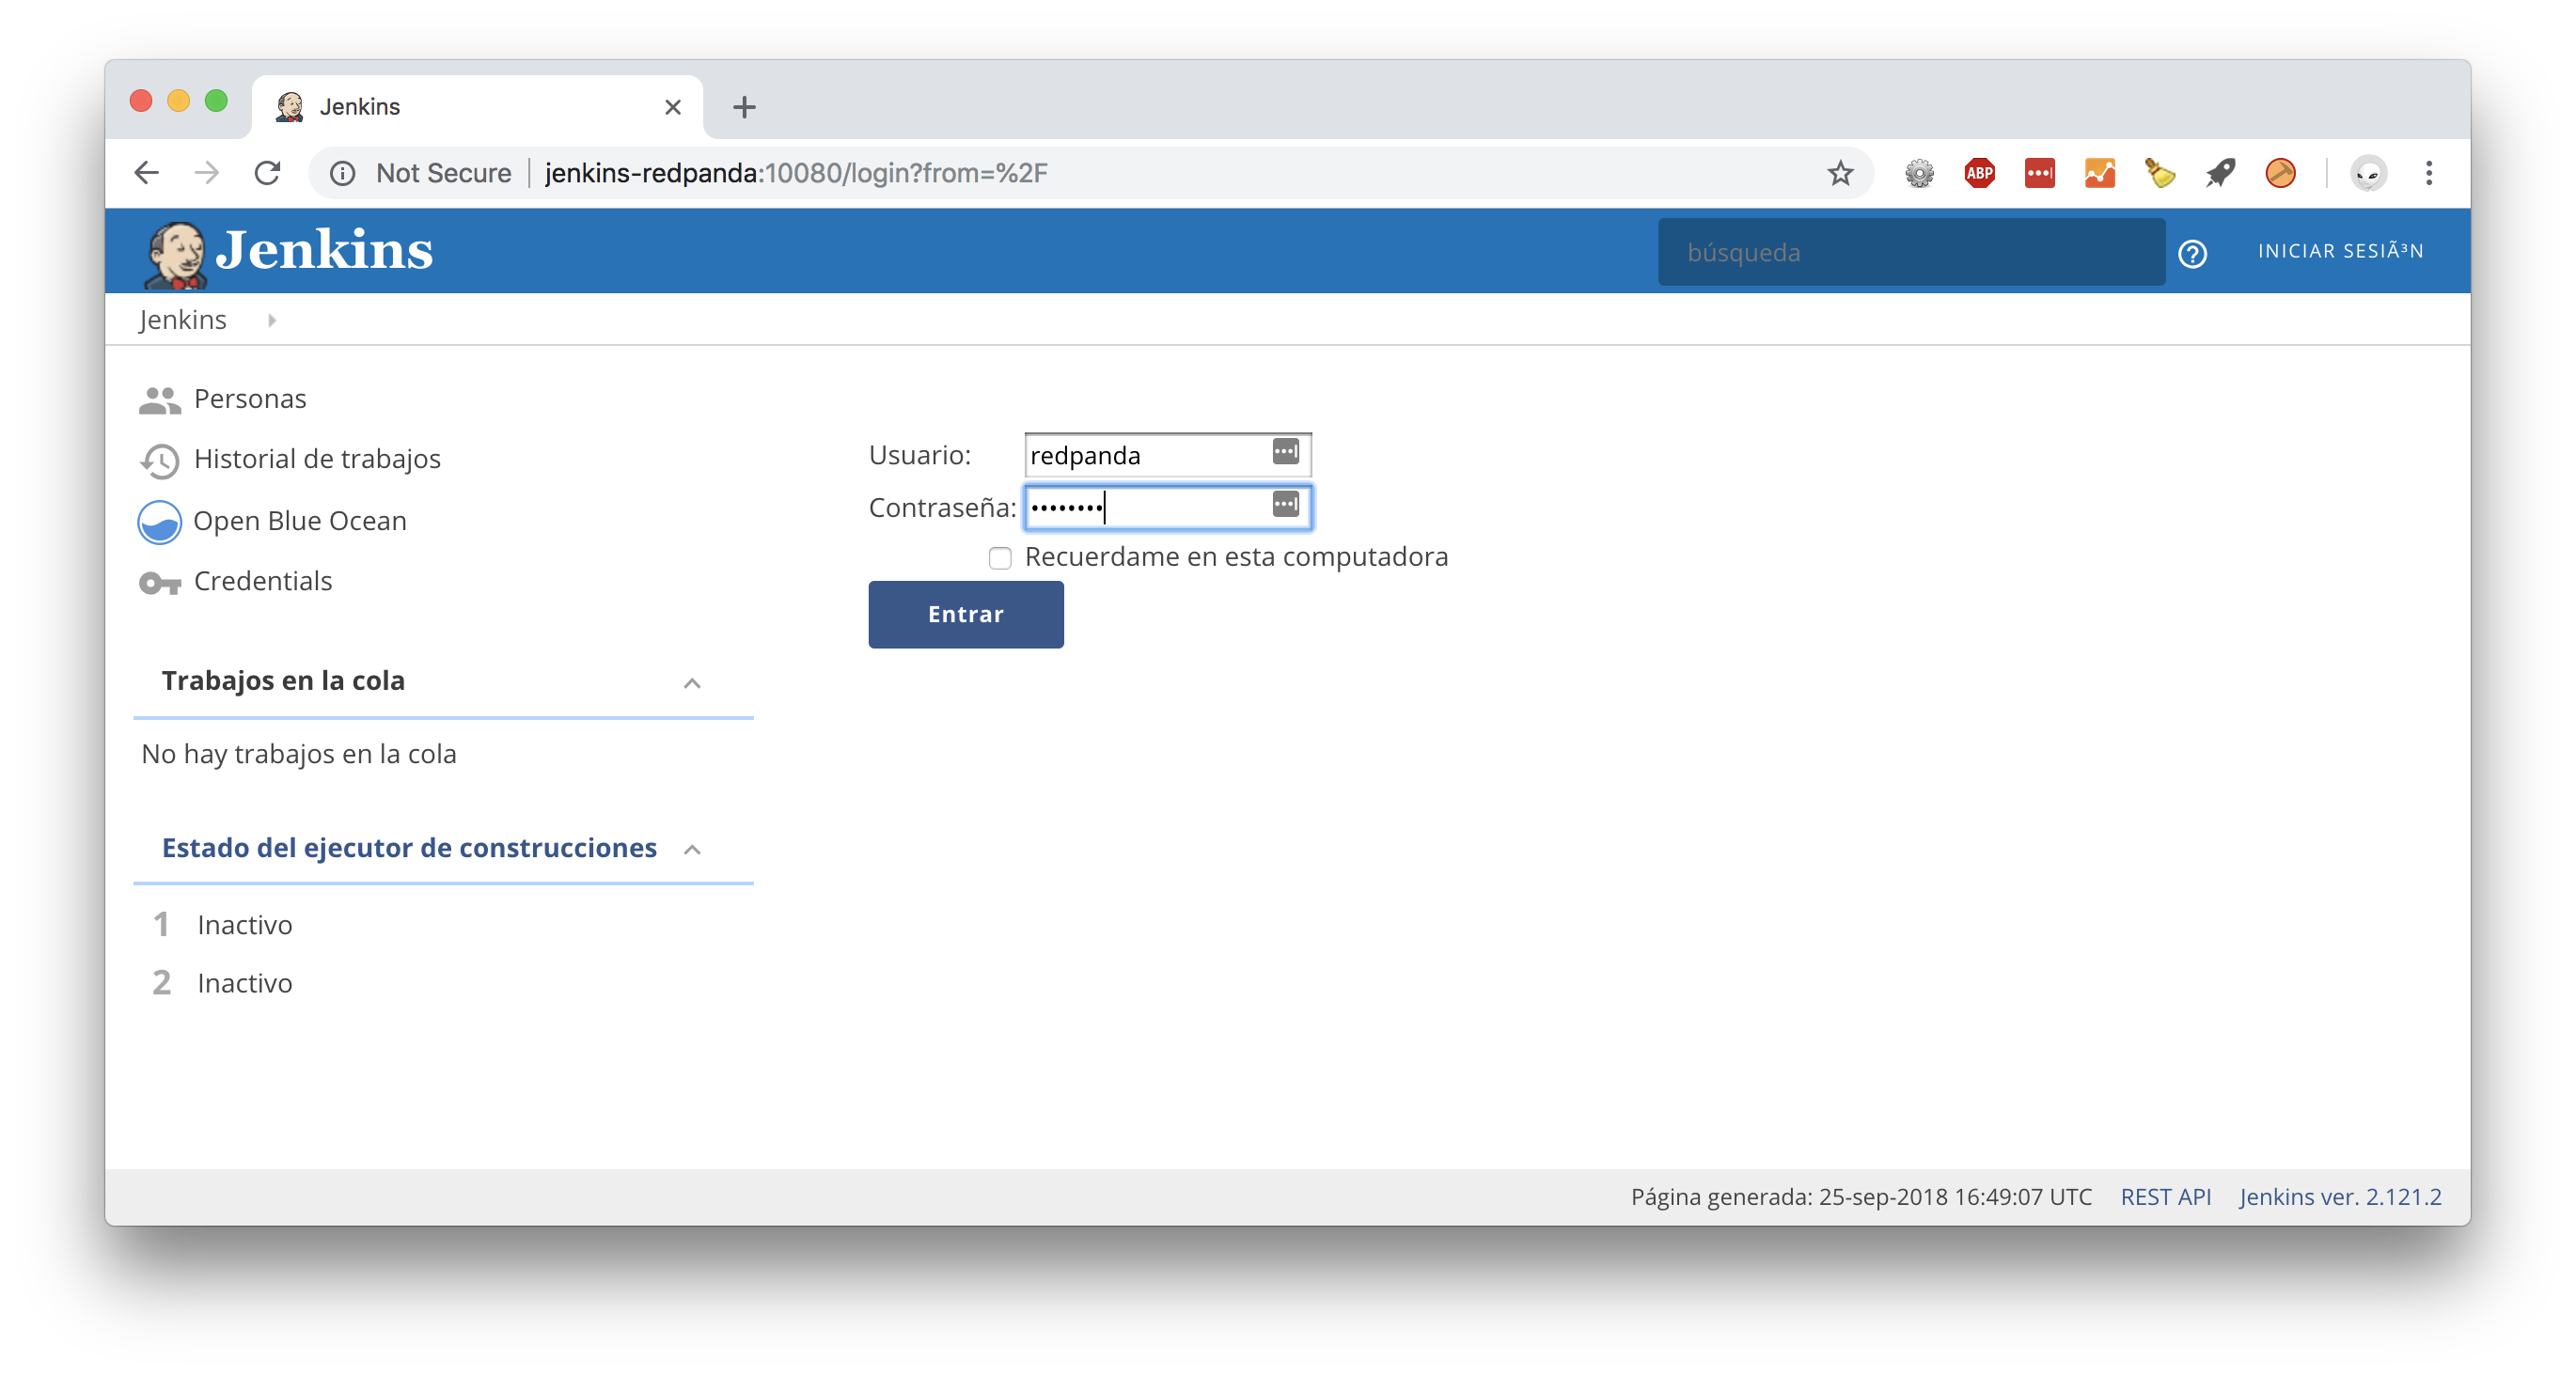 Jenkins
Not Secure jenkins-redpanda:10080/login?from=%2F
ABP
Jenkins
búsqueda
INICIAR SESIÃ³N
Jenkins
Personas
Historial de trabajos
Open Blue Ocean
Credentials
Usuario: redpanda
Contraseña: ••••••••
Recuerdame en esta computadora
Entrar
Trabajos en la cola
No hay trabajos en la cola
Estado del ejecutor de construcciones
1 Inactivo
2 Inactivo
Página generada: 25-sep-2018 16:49:07 UTC REST API Jenkins ver. 2.121.2